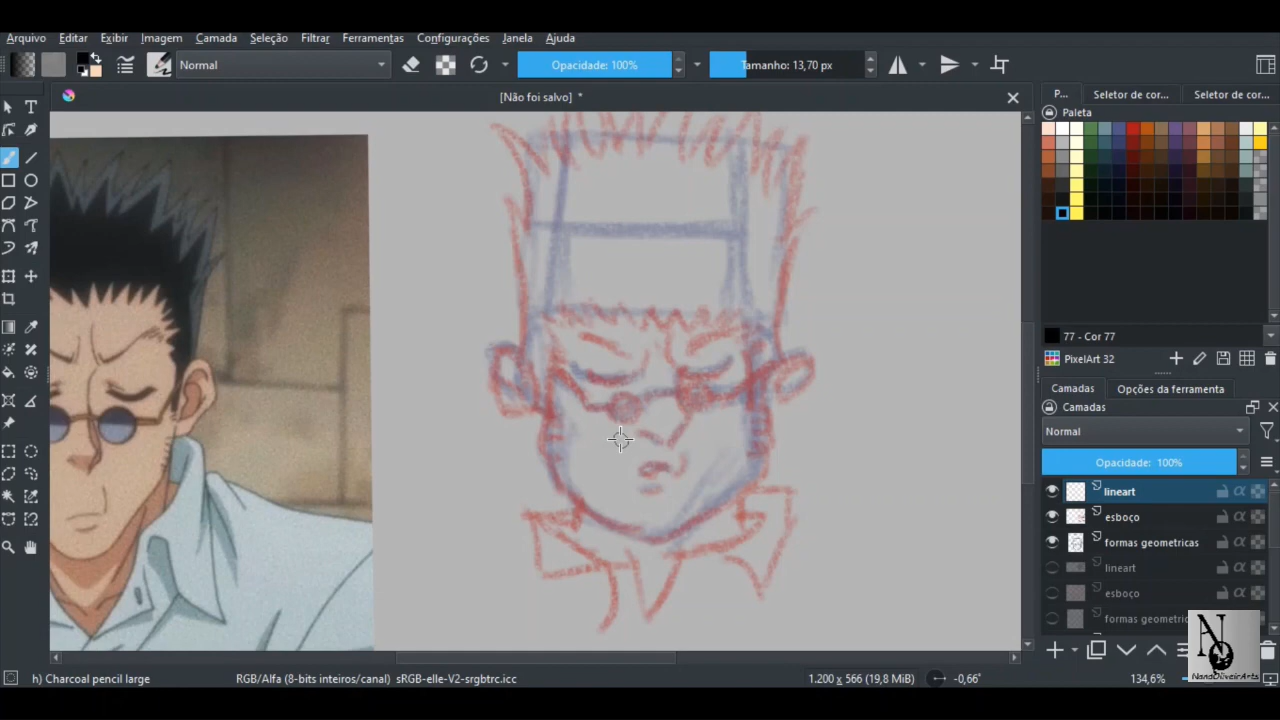 Arquivo Editar Exibir Imagem Camada Seleção Filtrar Ferramentas Configurações Janela Ajuda
Normal Opacidade: 100% Tamanho: 13,70 px
[Não foi salvo] *
P... Seletor de cor... Seletor de cor...
Paleta
77 - Cor 77
PixelArt 32
Camadas Opções da ferramenta
Camadas
Normal
Opacidade: 100%
lineart
esboço
formas geometricas
lineart
esboço
formas geometric
h) Charcoal pencil large RGB/Alfa (8-bits inteiros/canal) sRGB-elle-V2-srgbtrc.icc 1.200 x 566 (19,8 MiB) -0,66° 134,6%
NandOliveirArts